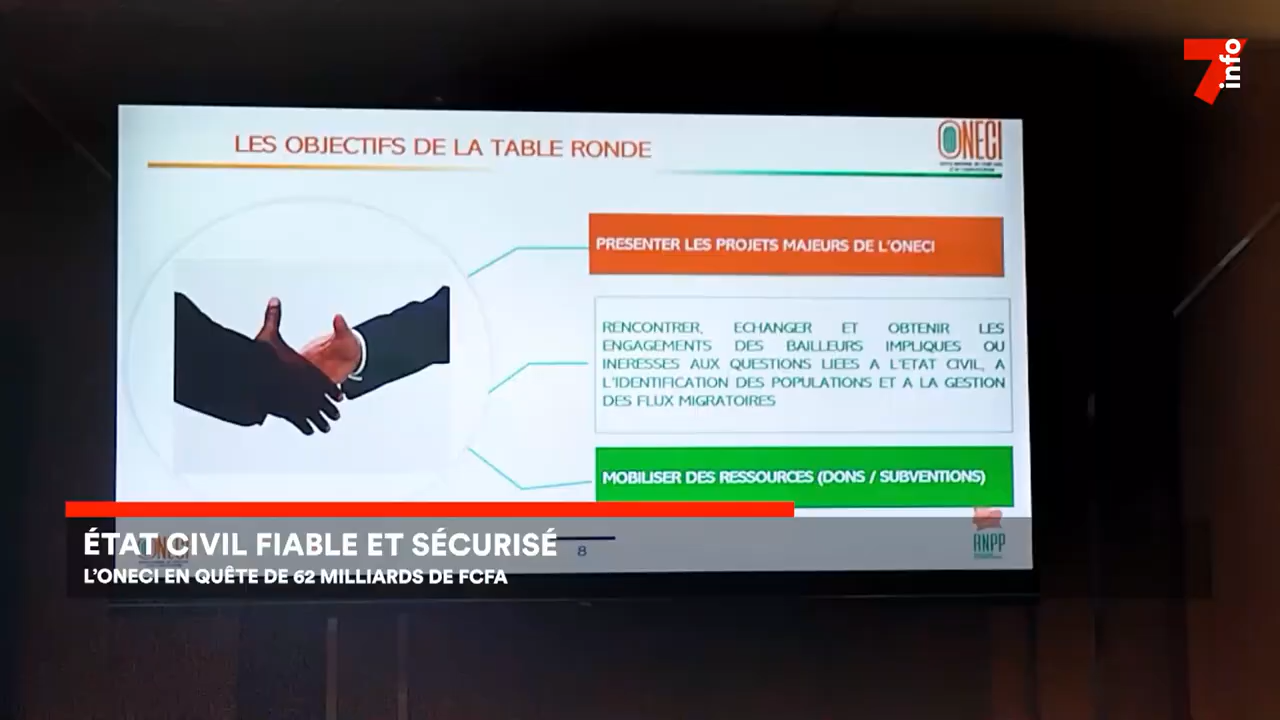 7info
LES OBJECTIFS DE LA TABLE RONDE
ONECI
PRESENTER LES PROJETS MAJEURS DE L'ONECI
RENCONTRER, ECHANGER ET OBTENIR LES
ENGAGEMENTS DES BAILLEURS IMPLIQUES OU
INERESSES AUX QUESTIONS LIEES A L'ETAT CIVIL, A
L'IDENTIFICATION DES POPULATIONS ET A LA GESTION
DES FLUX MIGRATOIRES
MOBILISER DES RESSOURCES (DONS / SUBVENTIONS)
ÉTAT CIVIL FIABLE ET SÉCURISÉ
L'ONECI EN QUÊTE DE 62 MILLIARDS DE FCFA
ONECI
8
ANPP